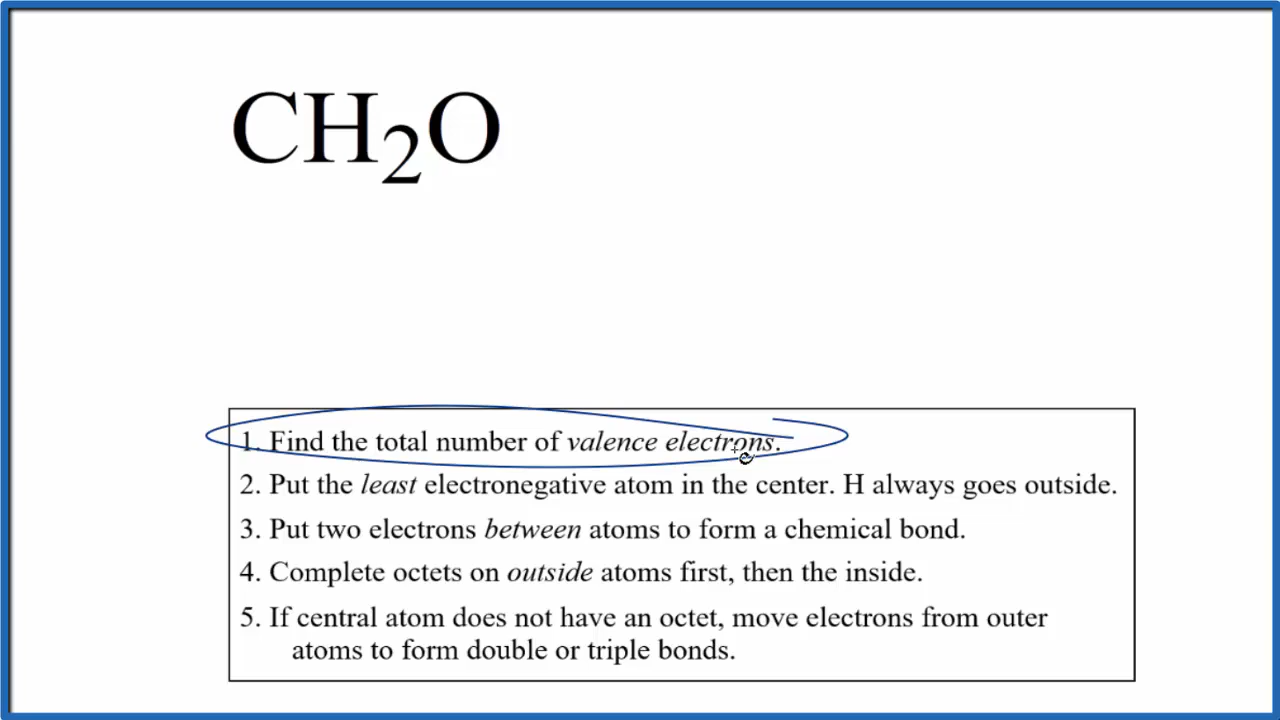 CH₂O
1. Find the total number of valence electrons.
2. Put the least electronegative atom in the center. H always goes outside.
3. Put two electrons between atoms to form a chemical bond.
4. Complete octets on outside atoms first, then the inside.
5. If central atom does not have an octet, move electrons from outer
atoms to form double or triple bonds.